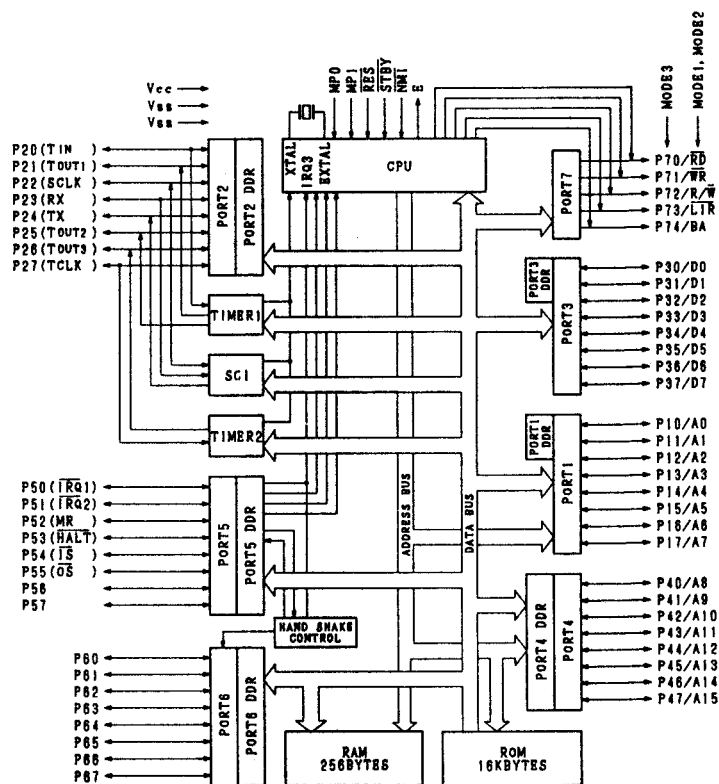 MODE3
MODE1, MODE2
MP0
MP1
RES
STBY
NMI
E
Vcc
Vss
Vss
P20(TIN )
P21(TOUT1)
P22(SCLK )
P23(RX )
P24(TX )
P25(TOUT2)
P26(TOUT3)
P27(TCLK )
PORT2
PORT2 DDR
XTAL
IRQ3
EXTAL
CPU
PORT7
P70/RD
P71/WR
P72/R/W
P73/LIR
P74/BA
TIMER1
SCI
TIMER2
PORT3
DDR
PORT3
P30/D0
P31/D1
P32/D2
P33/D3
P34/D4
P35/D5
P36/D6
P37/D7
PORT1
DDR
PORT1
P10/A0
P11/A1
P12/A2
P13/A3
P14/A4
P15/A5
P16/A6
P17/A7
P50(IRQ1)
P51(IRQ2)
P52(MR )
P53(HALT)
P54(IS )
P55(OS )
P56
P57
PORT5
PORT5 DDR
ADDRESS BUS
DATA BUS
HAND SHAKE
CONTROL
PORT4 DDR
PORT4
P40/A8
P41/A9
P42/A10
P43/A11
P44/A12
P45/A13
P46/A14
P47/A15
P60
P61
P62
P63
P64
P65
P66
P67
PORT6
PORT6 DDR
RAM
256BYTES
ROM
16KBYTES